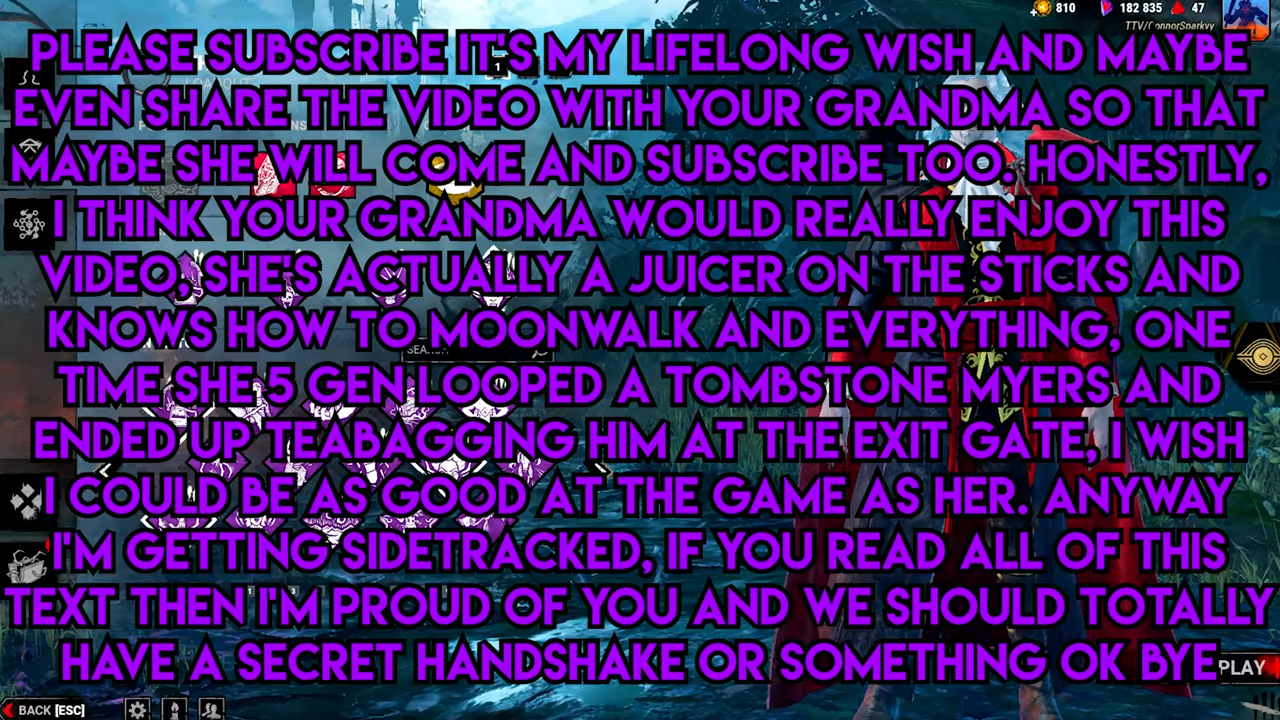 810 182 835 47
TTV/ConnorSparkyy
PLEASE SUBSCRIBE IT'S MY LIFELONG WISH AND MAYBE
EVEN SHARE THE VIDEO WITH YOUR GRANDMA SO THAT
MAYBE SHE WILL COME AND SUBSCRIBE TOO. HONESTLY,
I THINK YOUR GRANDMA WOULD REALLY ENJOY THIS
VIDEO, SHE'S ACTUALLY A JUICER ON THE STICKS AND
KNOWS HOW TO MOONWALK AND EVERYTHING, ONE
SEARCH
TIME SHE 5 GEN LOOPED A TOMBSTONE MYERS AND
ENDED UP TEABAGGING HIM AT THE EXIT GATE, I WISH
I COULD BE AS GOOD AT THE GAME AS HER. ANYWAY
I'M GETTING SIDETRACKED, IF YOU READ ALL OF THIS
TEXT THEN I'M PROUD OF YOU AND WE SHOULD TOTALLY
HAVE A SECRET HANDSHAKE OR SOMETHING OK BYE
PLAY
BACK [ESC]